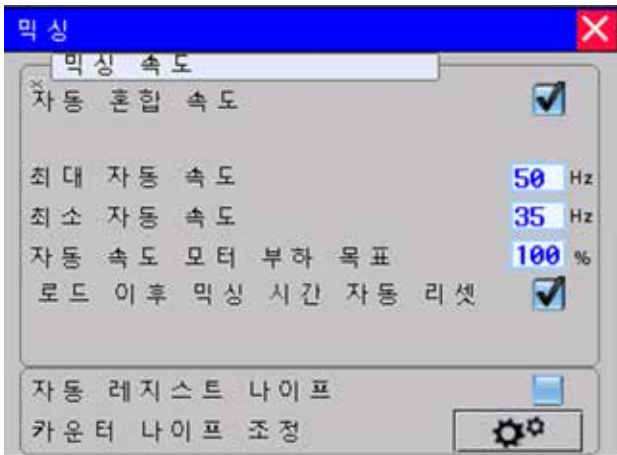 믹싱
믹싱 속도
자동 혼합 속도
최대 자동 속도 50 Hz
최소 자동 속도 35 Hz
자동 속도 모터 부하 목표 100 %
로드 이후 믹싱 시간 자동 리셋
자동 레지스트 나이프
카운터 나이프 조정